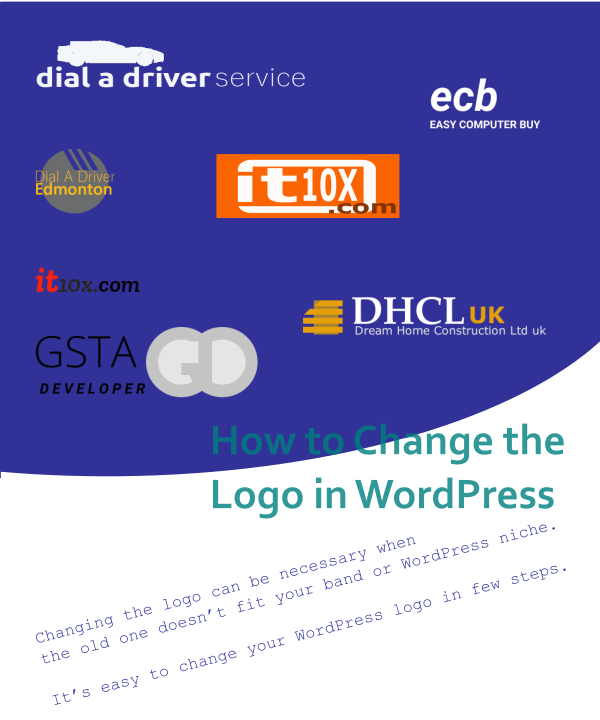 dial a driver service
ecb
EASY COMPUTER BUY
Dial A Driver
Edmonton
it10x
.com
it10x.com
DHCL UK
Dream Home Construction Ltd uk
GSTA GD
DEVELOPER
How to Change the
Logo in WordPress
Changing the logo can be necessary when
the old one doesn't fit your band or WordPress niche.
It's easy to change your WordPress logo in few steps.